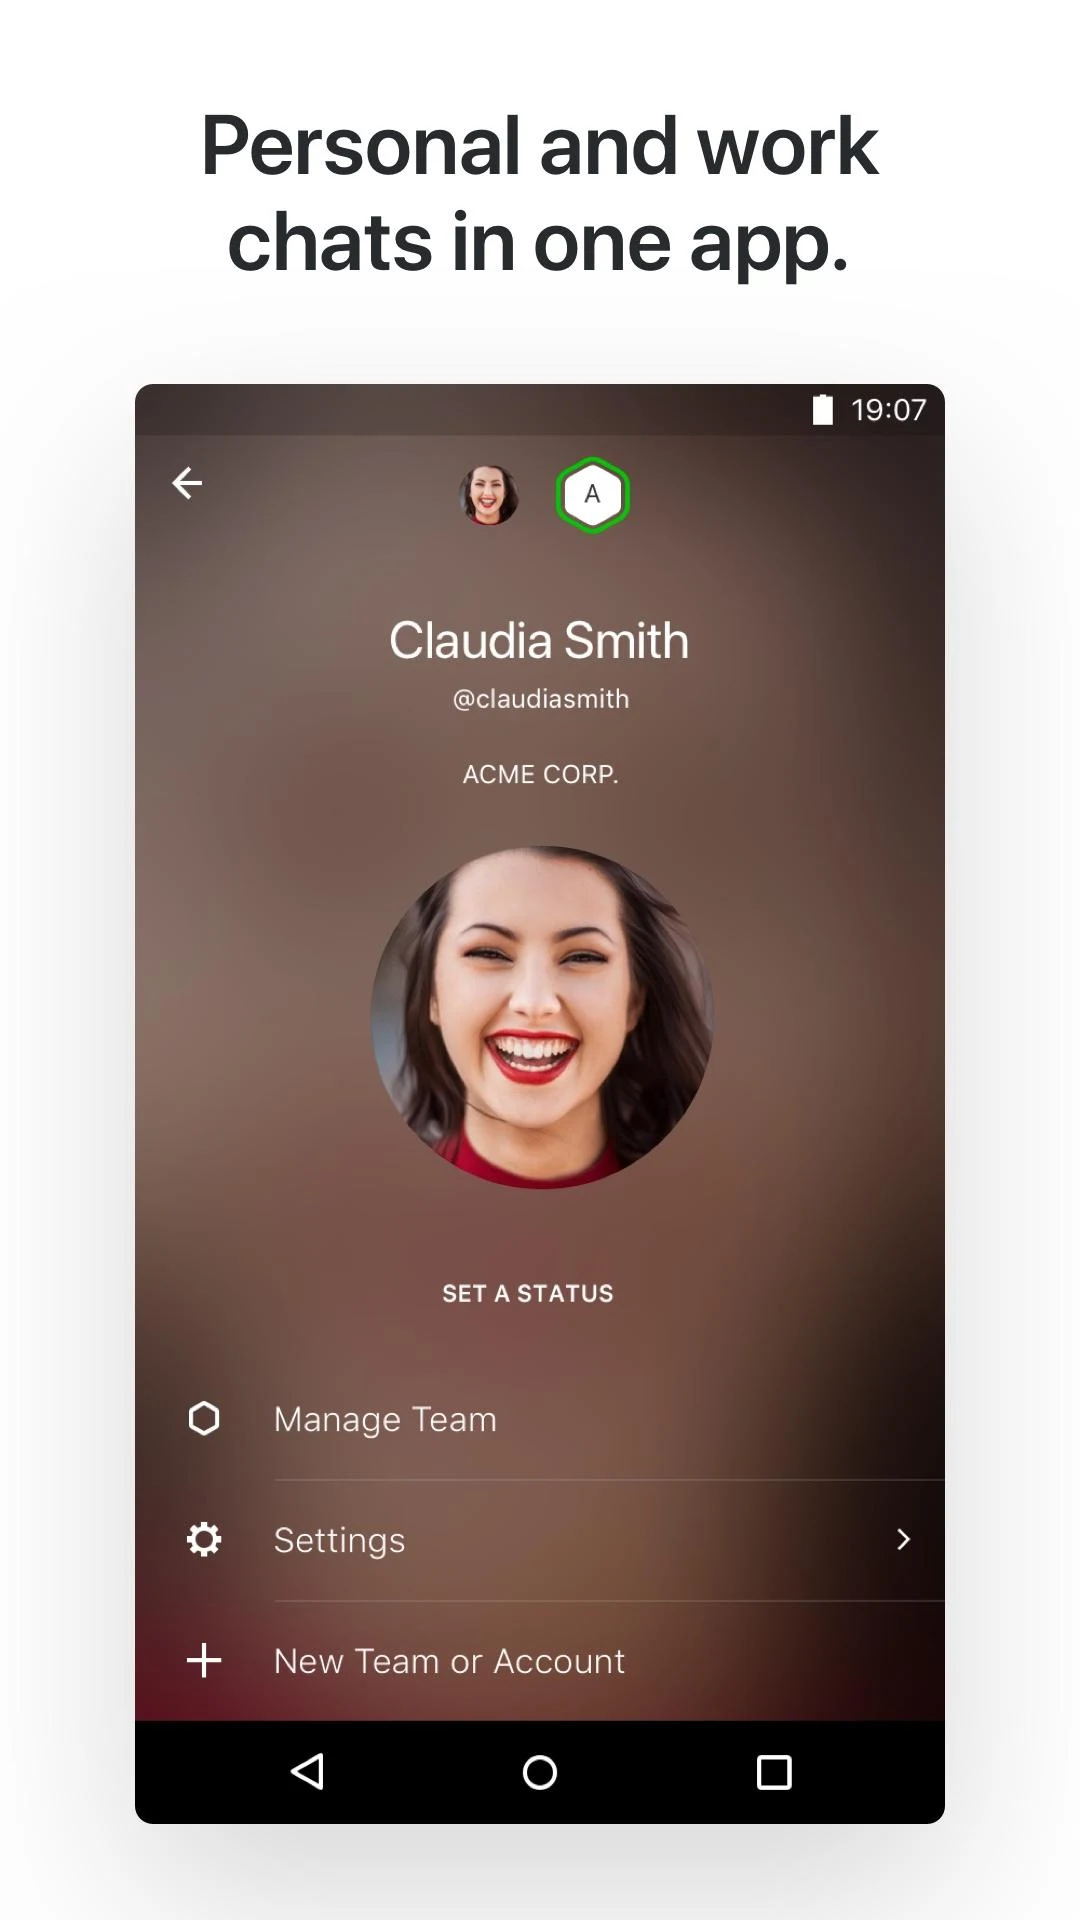 Personal and work
chats in one app.
19:07
A
Claudia Smith
@claudiasmith
ACME CORP.
SET A STATUS
Manage Team
Settings
New Team or Account